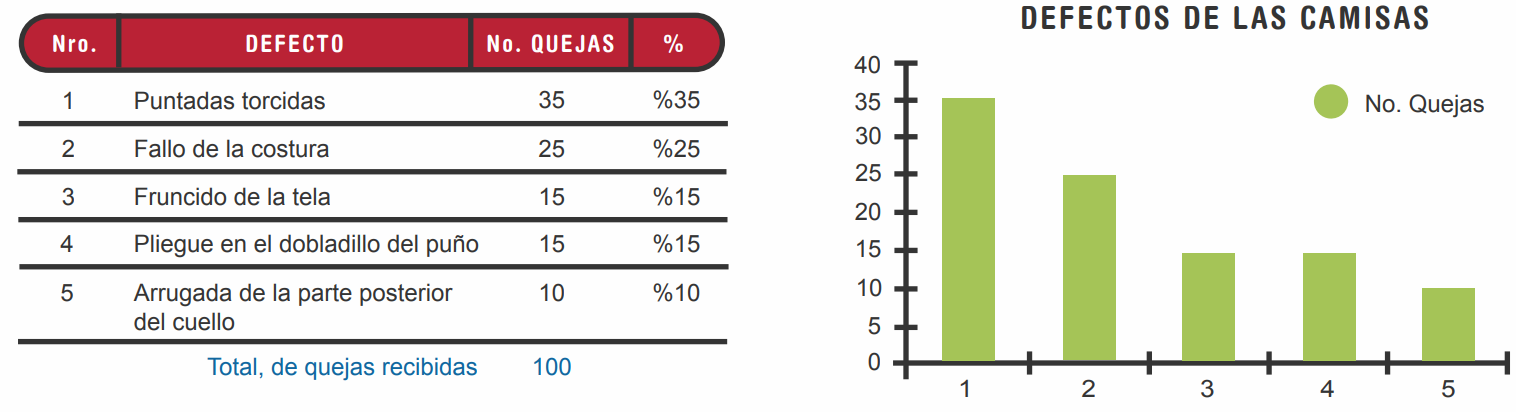 Nro. DEFECTO No. QUEJAS %
1 Puntadas torcidas 35 %35
2 Fallo de la costura 25 %25
3 Fruncido de la tela 15 %15
4 Pliegue en el dobladillo del puño 15 %15
5 Arrugada de la parte posterior 10 %10
del cuello
Total, de quejas recibidas 100
DEFECTOS DE LAS CAMISAS
40
35
30
25
20
15
10
5
0
No. Quejas
1 2 3 4 5